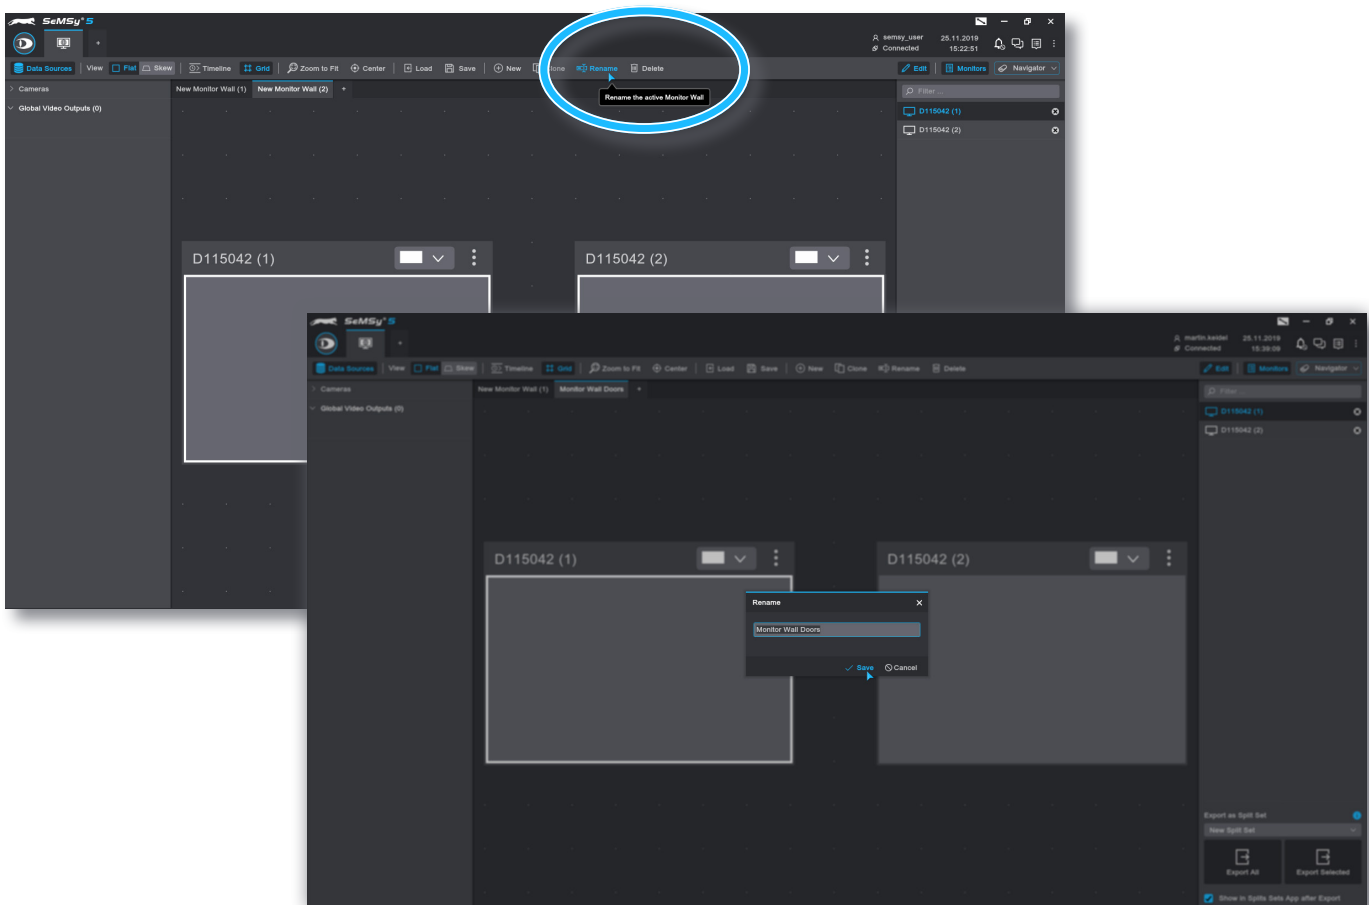 SeMSy® 5
semsy_user 25.11.2019
Connected 15:22:51
Data Sources View Flat Skew Timeline Grid Zoom to Fit Center Load Save New Clone Rename Delete Edit Monitors Navigator
Cameras
New Monitor Wall (1) New Monitor Wall (2) +
Filter ...
Rename the active Monitor Wall
Global Video Outputs (0)
D115042 (1)
D115042 (2)
D115042 (1)
D115042 (2)
SeMSy® 5
martin.keidel 25.11.2019
Connected 15:39:09
Data Sources View Flat Skew Timeline Grid Zoom to Fit Center Load Save New Clone Rename Delete Edit Monitors Navigator
Cameras
New Monitor Wall (1) Monitor Wall Doors +
Filter ...
Global Video Outputs (0)
D115042 (1)
D115042 (2)
D115042 (1)
D115042 (2)
Rename
Monitor Wall Doors
Save Cancel
Export as Split Set
New Split Set
Export All Export Selected
Show in Splits Sets App after Export